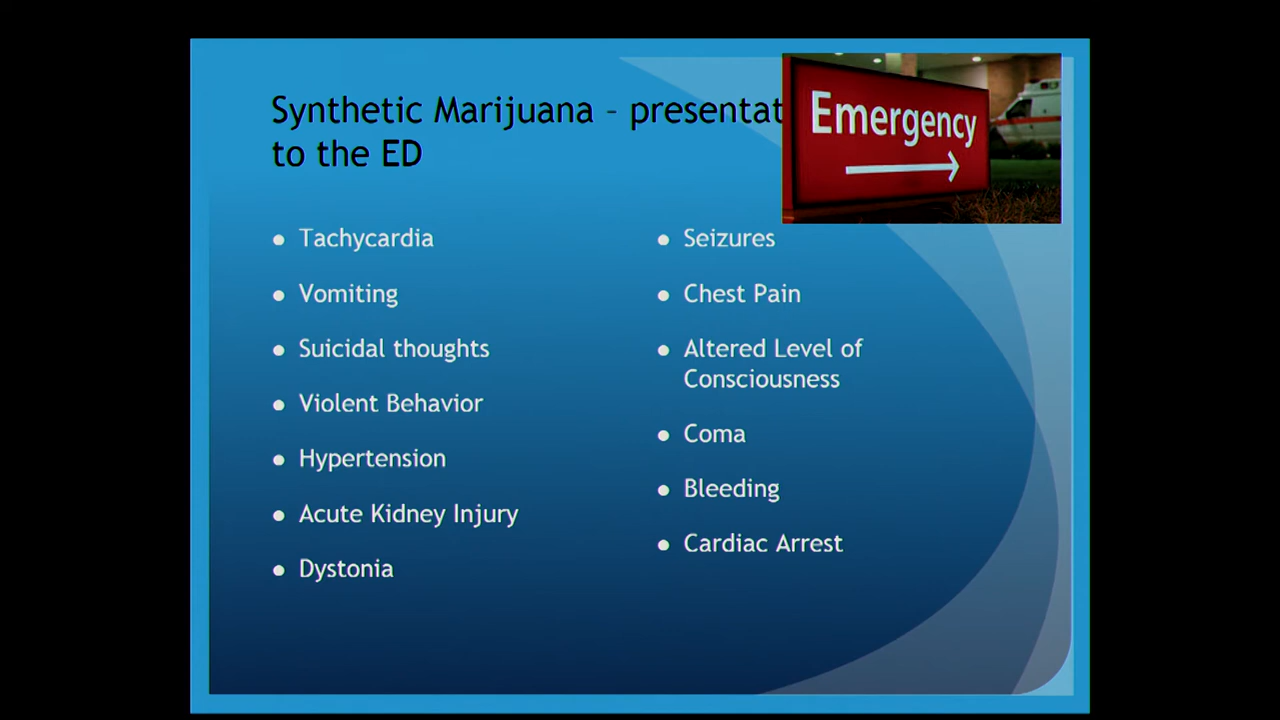 Synthetic Marijuana – presentat
to the ED
Emergency
● Tachycardia
● Vomiting
● Suicidal thoughts
● Violent Behavior
● Hypertension
● Acute Kidney Injury
● Dystonia
● Seizures
● Chest Pain
● Altered Level of
Consciousness
● Coma
● Bleeding
● Cardiac Arrest